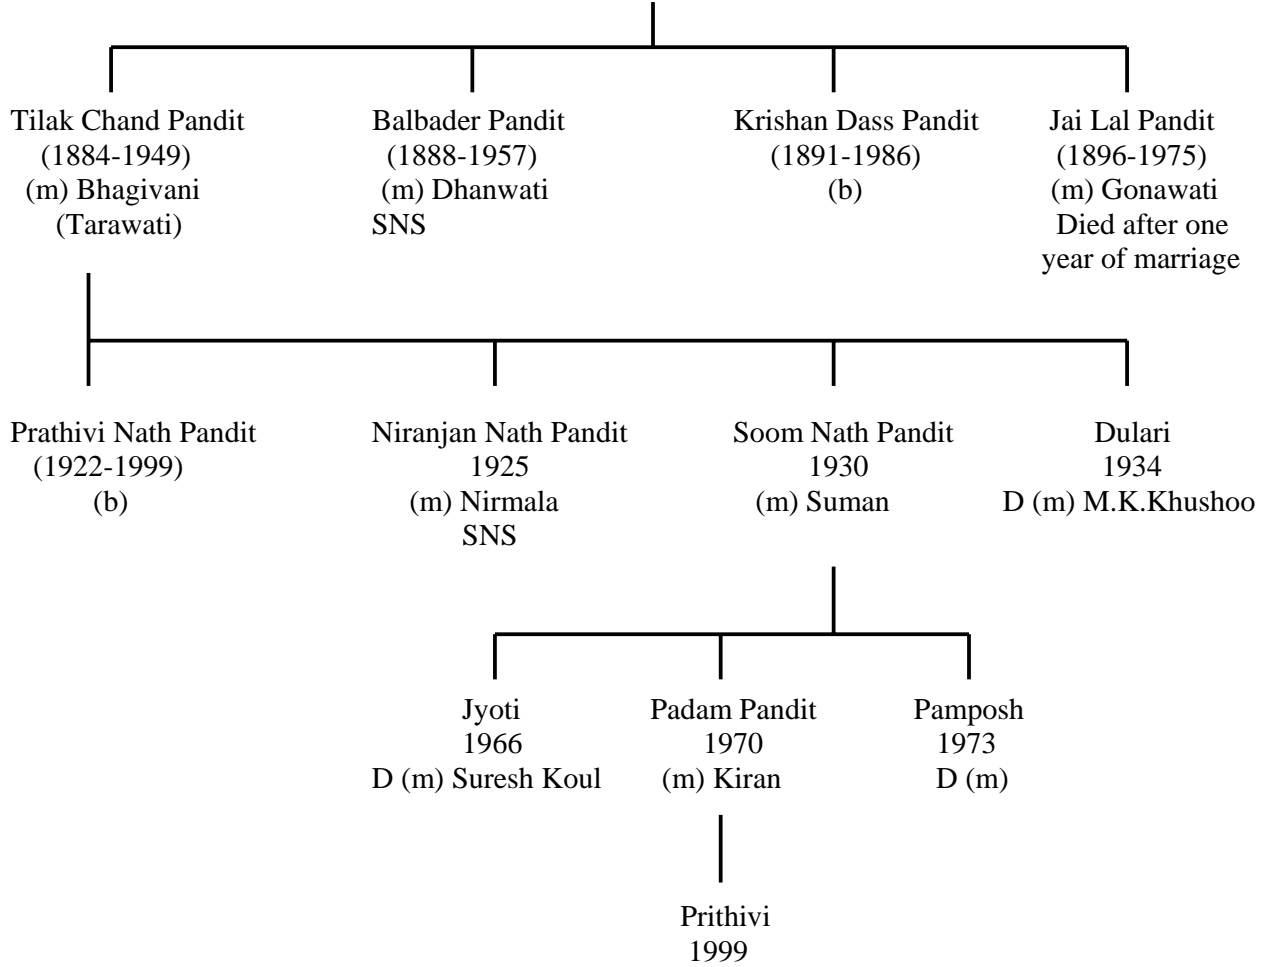 Tilak Chand Pandit
(1884-1949)
(m) Bhagivani
(Tarawati)
Balbader Pandit
(1888-1957)
(m) Dhanwati
SNS
Krishan Dass Pandit
(1891-1986)
(b)
Jai Lal Pandit
(1896-1975)
(m) Gonawati
Died after one
year of marriage
Prathivi Nath Pandit
(1922-1999)
(b)
Niranjan Nath Pandit
1925
(m) Nirmala
SNS
Soom Nath Pandit
1930
(m) Suman
Dulari
1934
D (m) M.K.Khushoo
Jyoti
1966
D (m) Suresh Koul
Padam Pandit
1970
(m) Kiran
Pamposh
1973
D (m)
Prithivi
1999